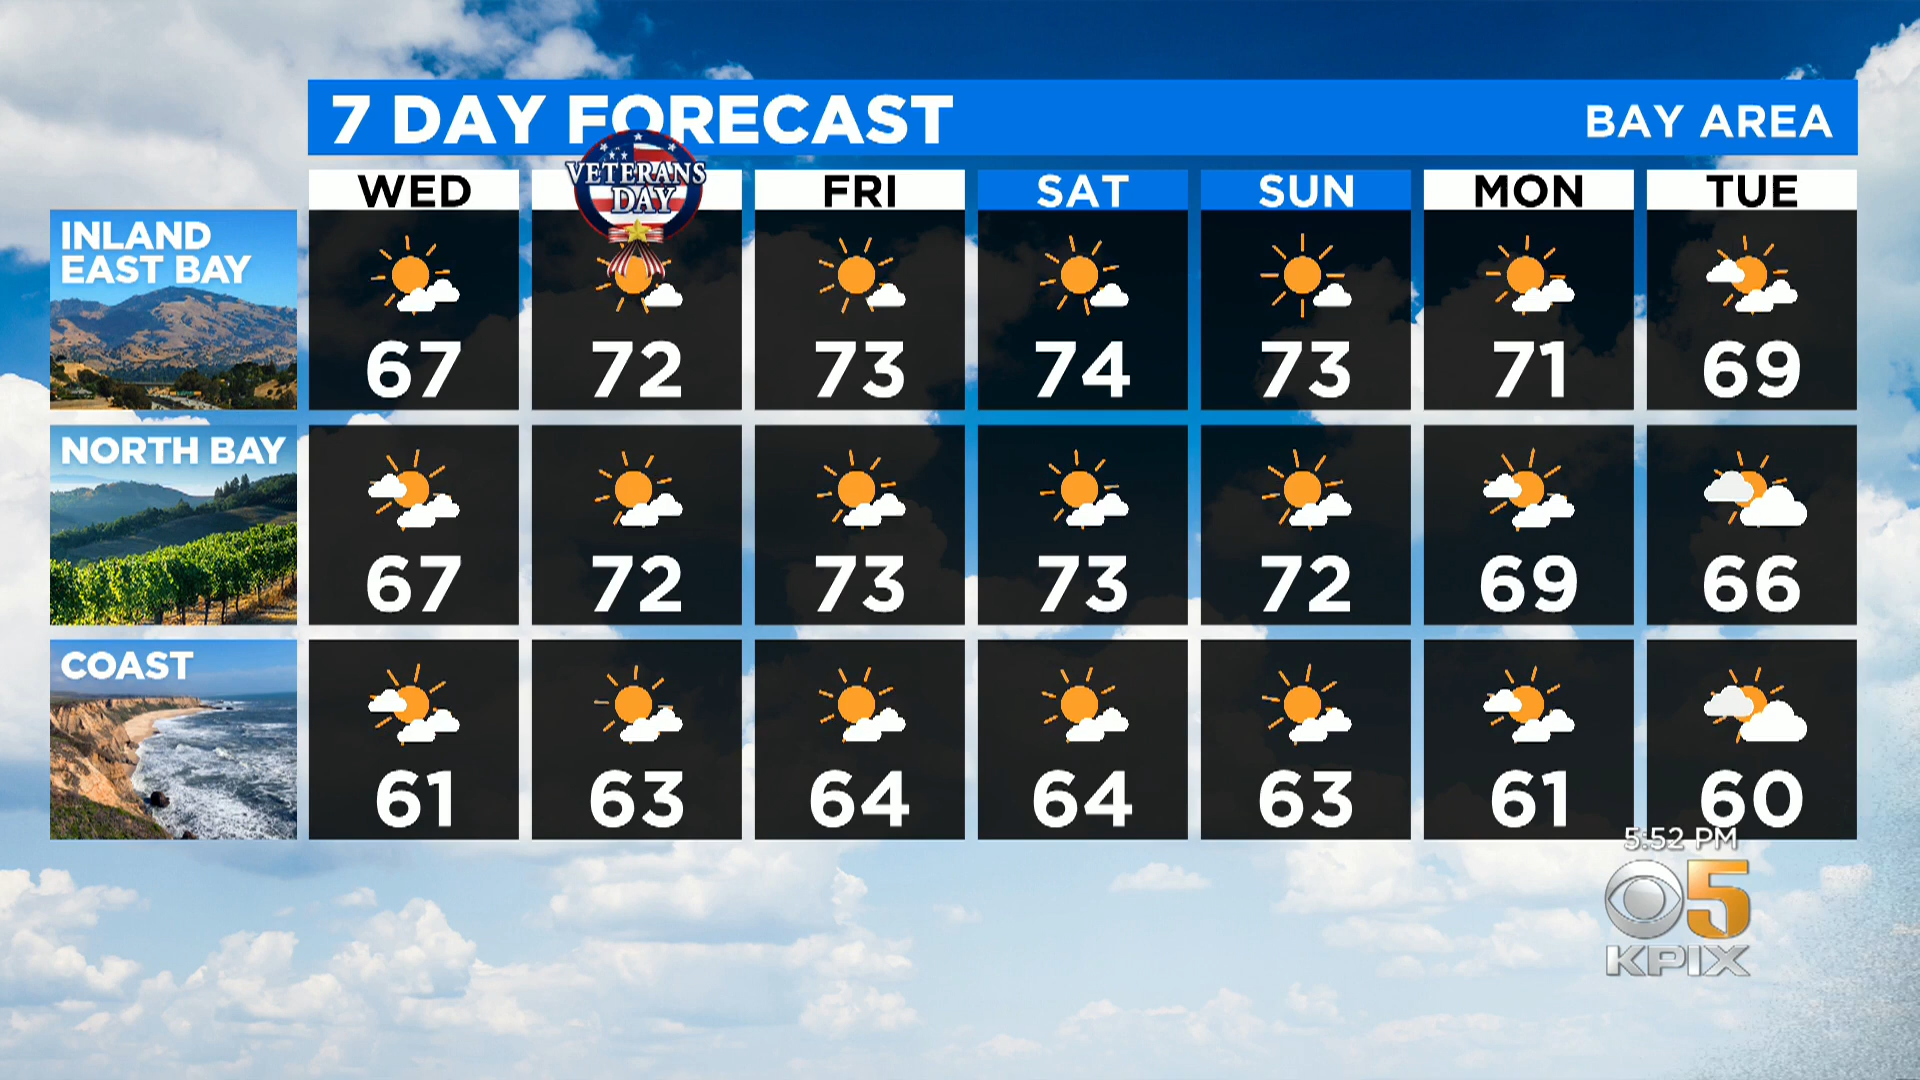 7 DAY FORECAST
BAY AREA
WED
VETERANS
DAY
FRI
SAT
SUN
MON
TUE
INLAND
EAST BAY
67 72 73 74 73 71 69
NORTH BAY
67 72 73 73 72 69 66
COAST
61 63 64 64 63 61 60
5:52 PM
5
KPIX